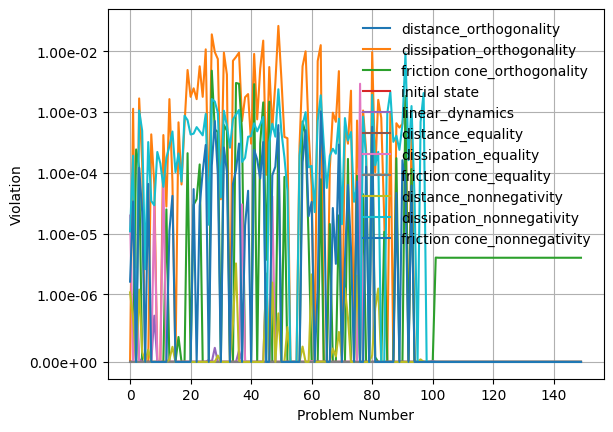 1.00e-02
1.00e-03
1.00e-04
1.00e-05
1.00e-06
0.00e+00
Violation
distance_orthogonality
dissipation_orthogonality
friction cone_orthogonality
initial state
linear_dynamics
distance_equality
dissipation_equality
friction cone_equality
distance_nonnegativity
dissipation_nonnegativity
friction cone_nonnegativity
0 20 40 60 80 100 120 140
Problem Number